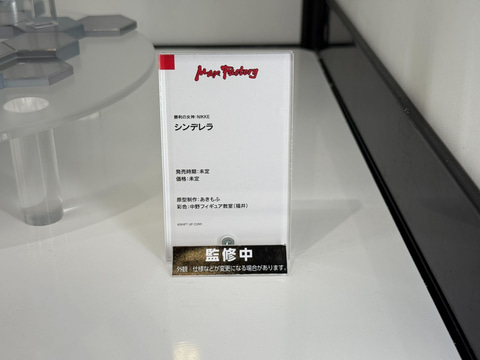 Max Factory
勝利の女神:NIKKE
シンデレラ
発売時期:未定
価格:未定
原型制作:あきもふ
彩色:中野フィギュア教室(福井)
監修中
外観・仕様などが変更になる場合があります。